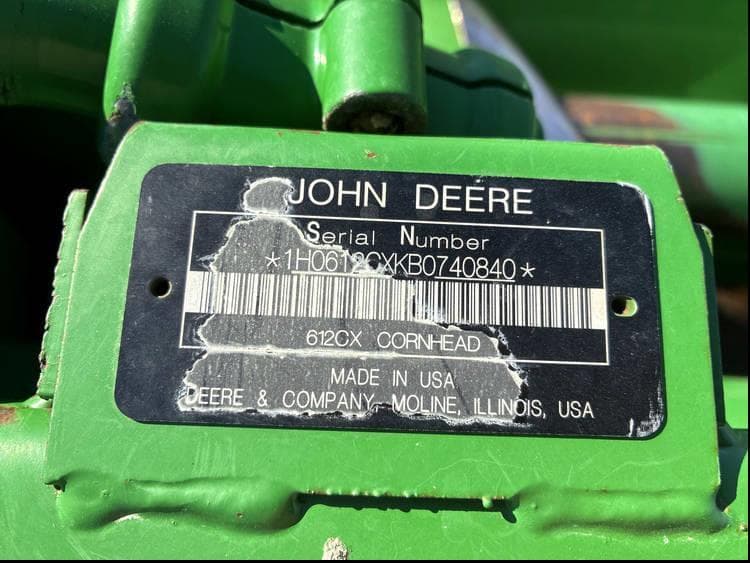 JOHN DEERE
Serial Number
*1H0612CXKB0740840*
612CX CORNHEAD
MADE IN USA
DEERE & COMPANY, MOLINE, ILLINOIS, USA